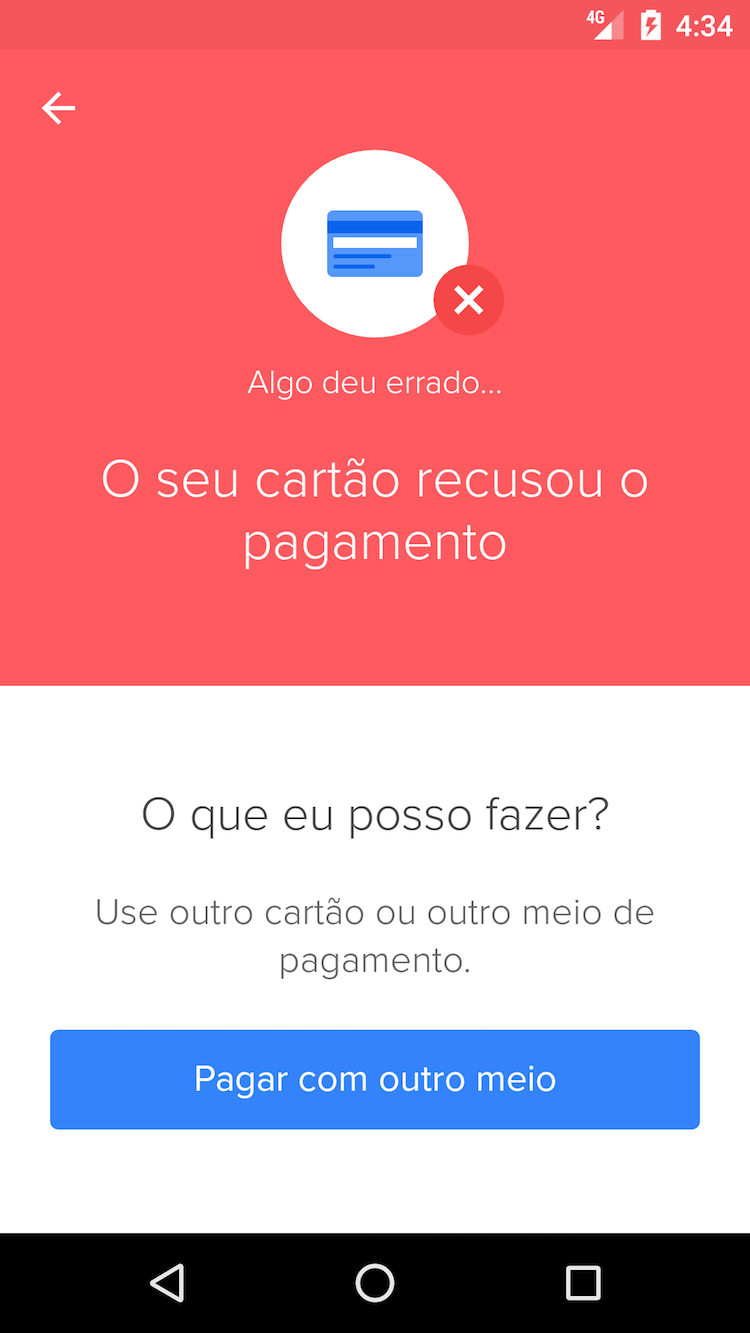 4G 4:34
Algo deu errado...
O seu cartão recusou o
pagamento
O que eu posso fazer?
Use outro cartão ou outro meio de
pagamento.
Pagar com outro meio